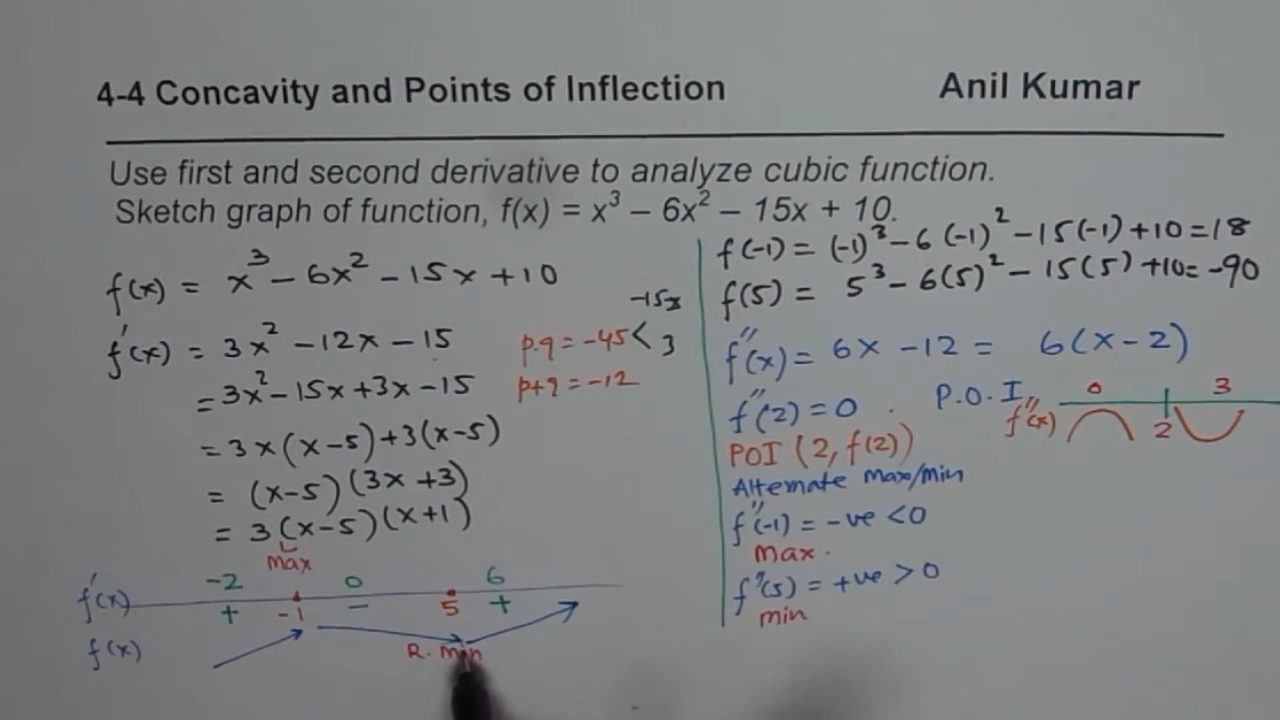 4-4 Concavity and Points of Inflection Anil Kumar
Use first and second derivative to analyze cubic function.
Sketch graph of function, f(x) = x³ – 6x² – 15x + 10.
f(x) = x³ - 6x² - 15x + 10
f'(x) = 3x² - 12x - 15
= 3x² - 15x + 3x - 15
= 3x(x-5) + 3(x-5)
= (x-5)(3x+3)
= 3(x-5)(x+1)
p.q = -45 < -15x
3
p+q = -12
max
-2 0 6
f'(x) + -1 - 5 +
f(x)
R. min
f(-1) = (-1)³ - 6(-1)² - 15(-1) + 10 = 18
f(5) = 5³ - 6(5)² - 15(5) + 10 = -90
f''(x) = 6x - 12 = 6(x-2)
f''(2) = 0 . P.O.I
0 3
f''(x) 2
POI (2, f(2))
Alternate max/min
f''(-1) = -ve < 0
max.
f''(5) = +ve > 0
min